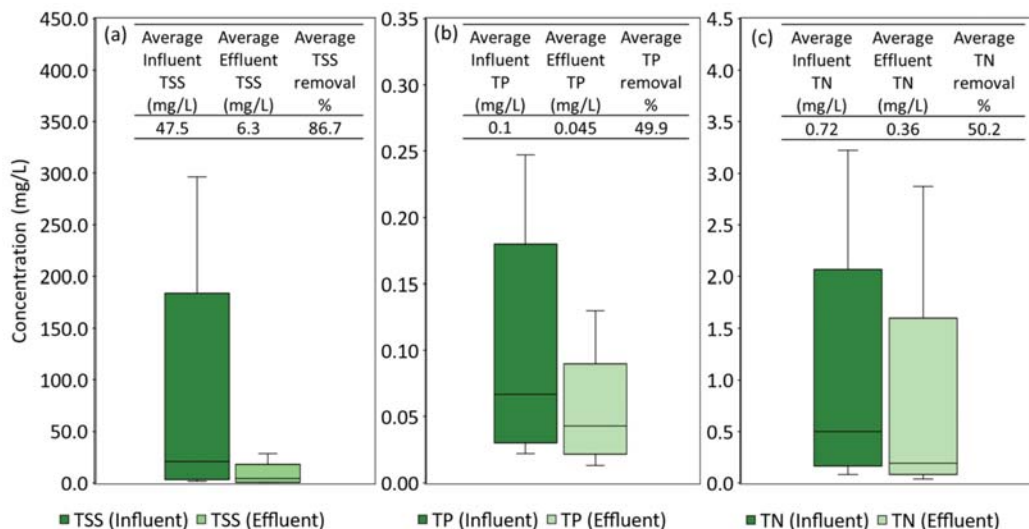 Concentration (mg/L)
450.0
400.0
350.0
300.0
250.0
200.0
150.0
100.0
50.0
0.0
(a)
Average Average Average
Influent Effluent TSS
TSS TSS removal
(mg/L) (mg/L) %
47.5 6.3 86.7
TSS (Influent) TSS (Effluent)
0.35
0.30
0.25
0.20
0.15
0.10
0.05
0.00
(b)
Average Average Average
Influent Effluent TP
TP TP removal
(mg/L) (mg/L) %
0.1 0.045 49.9
TP (Influent) TP (Effluent)
4.5
4.0
3.5
3.0
2.5
2.0
1.5
1.0
0.5
0.0
(c)
Average Average Average
Influent Effluent TN
TN TN removal
(mg/L) (mg/L) %
0.72 0.36 50.2
TN (Influent) TN (Effluent)